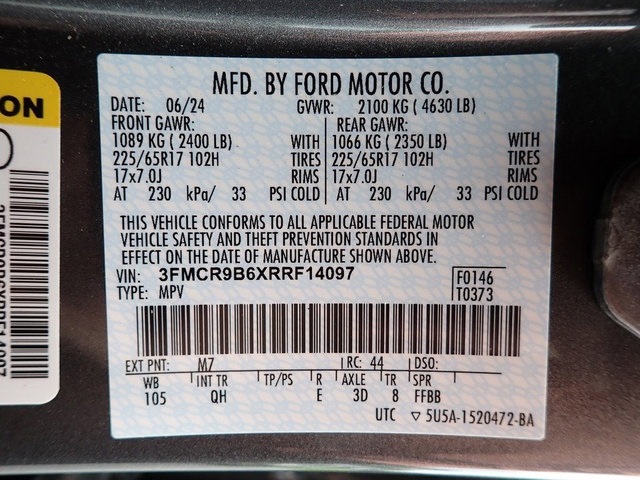 ON
MFD. BY FORD MOTOR CO.
DATE: 06/24 GVWR: 2100 KG ( 4630 LB)
FRONT GAWR: REAR GAWR:
1089 KG ( 2400 LB) WITH 1066 KG ( 2350 LB) WITH
225/65R17 102H TIRES 225/65R17 102H TIRES
17x7.0J RIMS 17x7.0J RIMS
AT 230 kPa/ 33 PSI COLD AT 230 kPa/ 33 PSI COLD
THIS VEHICLE CONFORMS TO ALL APPLICABLE FEDERAL MOTOR
VEHICLE SAFETY AND THEFT PREVENTION STANDARDS IN
EFFECT ON THE DATE OF MANUFACTURE SHOWN ABOVE.
VIN: 3FMCR9B6XRRF14097 F0146
TYPE: MPV T0373
EXT PNT: M7 RC: 44 DSO:
WB INT TR TP/PS R AXLE TR SPR
105 QH E 3D 8 FFBB
UTC ▽ 5U5A-1520472-BA
3FMCR9B6XRRF14097